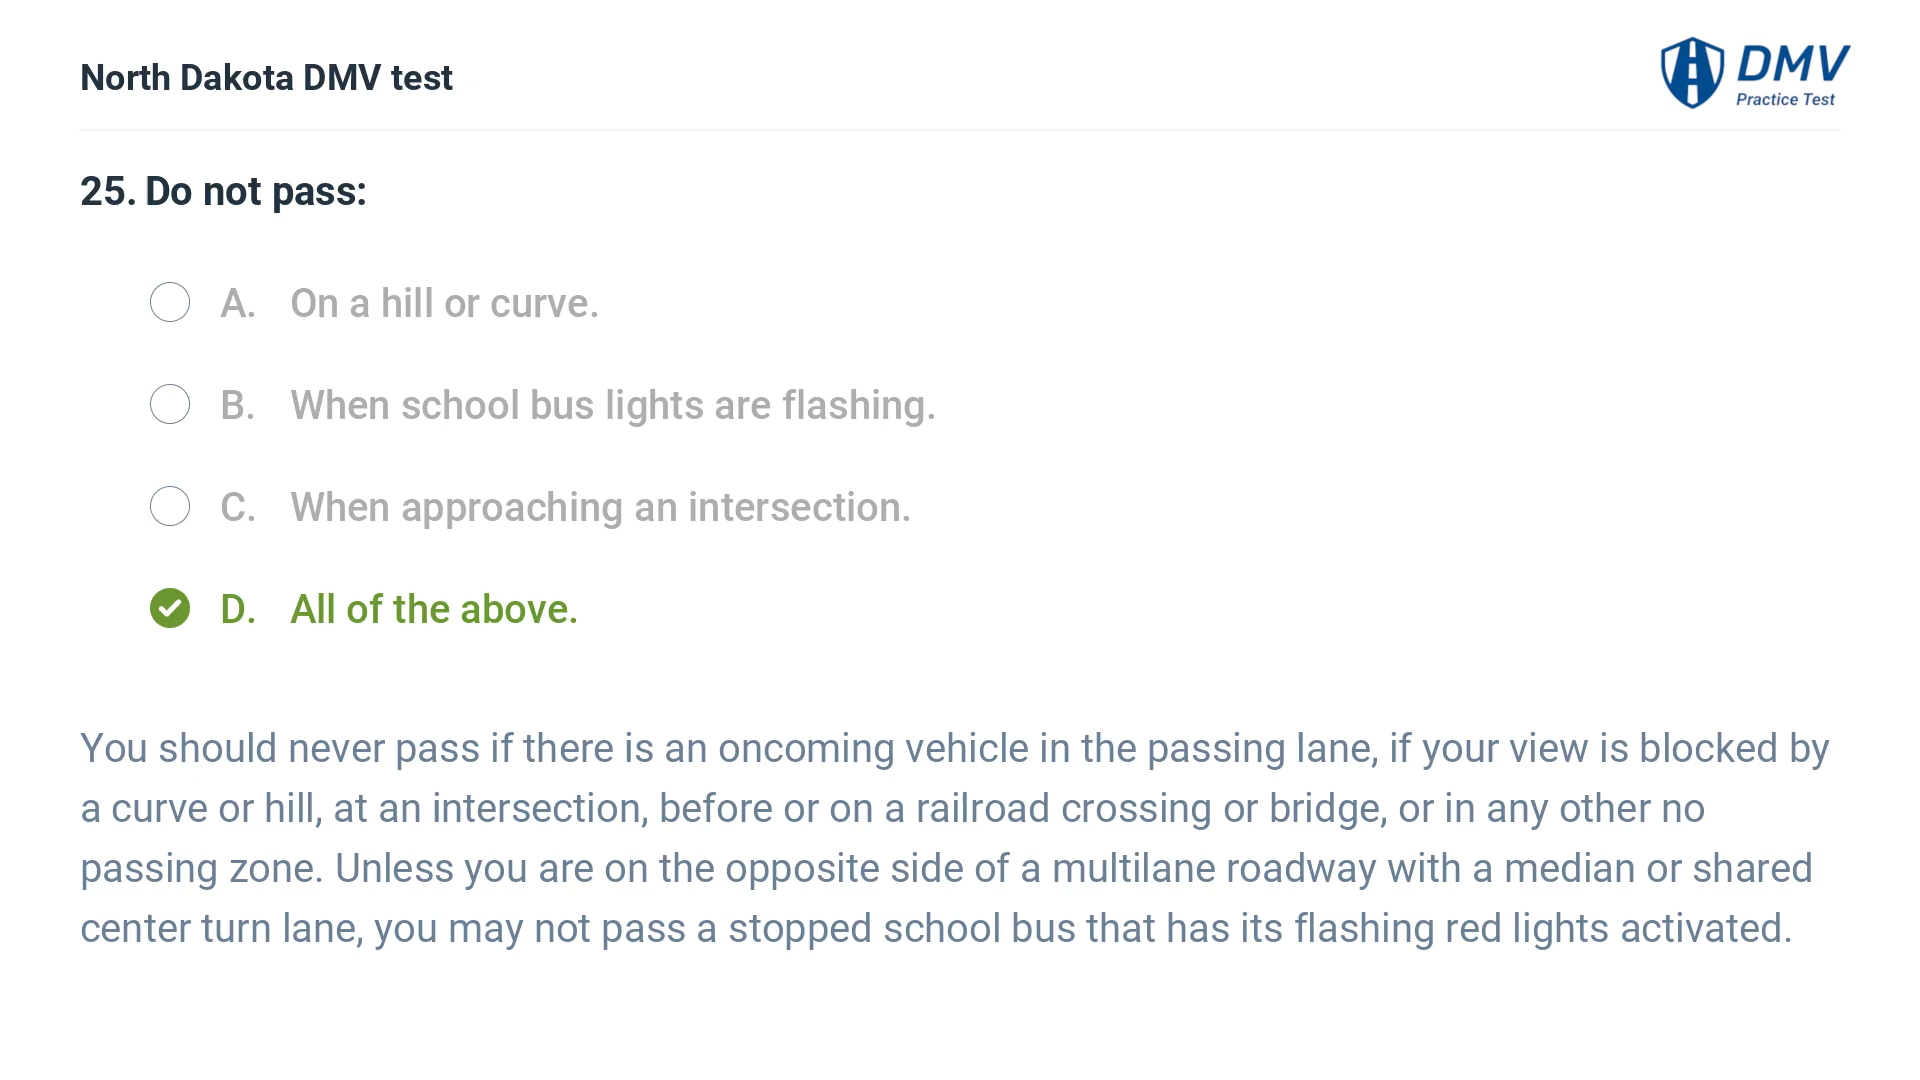 North Dakota DMV test
DMV
Practice Test
25. Do not pass:
A. On a hill or curve.
B. When school bus lights are flashing.
C. When approaching an intersection.
D. All of the above.
You should never pass if there is an oncoming vehicle in the passing lane, if your view is blocked by
a curve or hill, at an intersection, before or on a railroad crossing or bridge, or in any other no
passing zone. Unless you are on the opposite side of a multilane roadway with a median or shared
center turn lane, you may not pass a stopped school bus that has its flashing red lights activated.